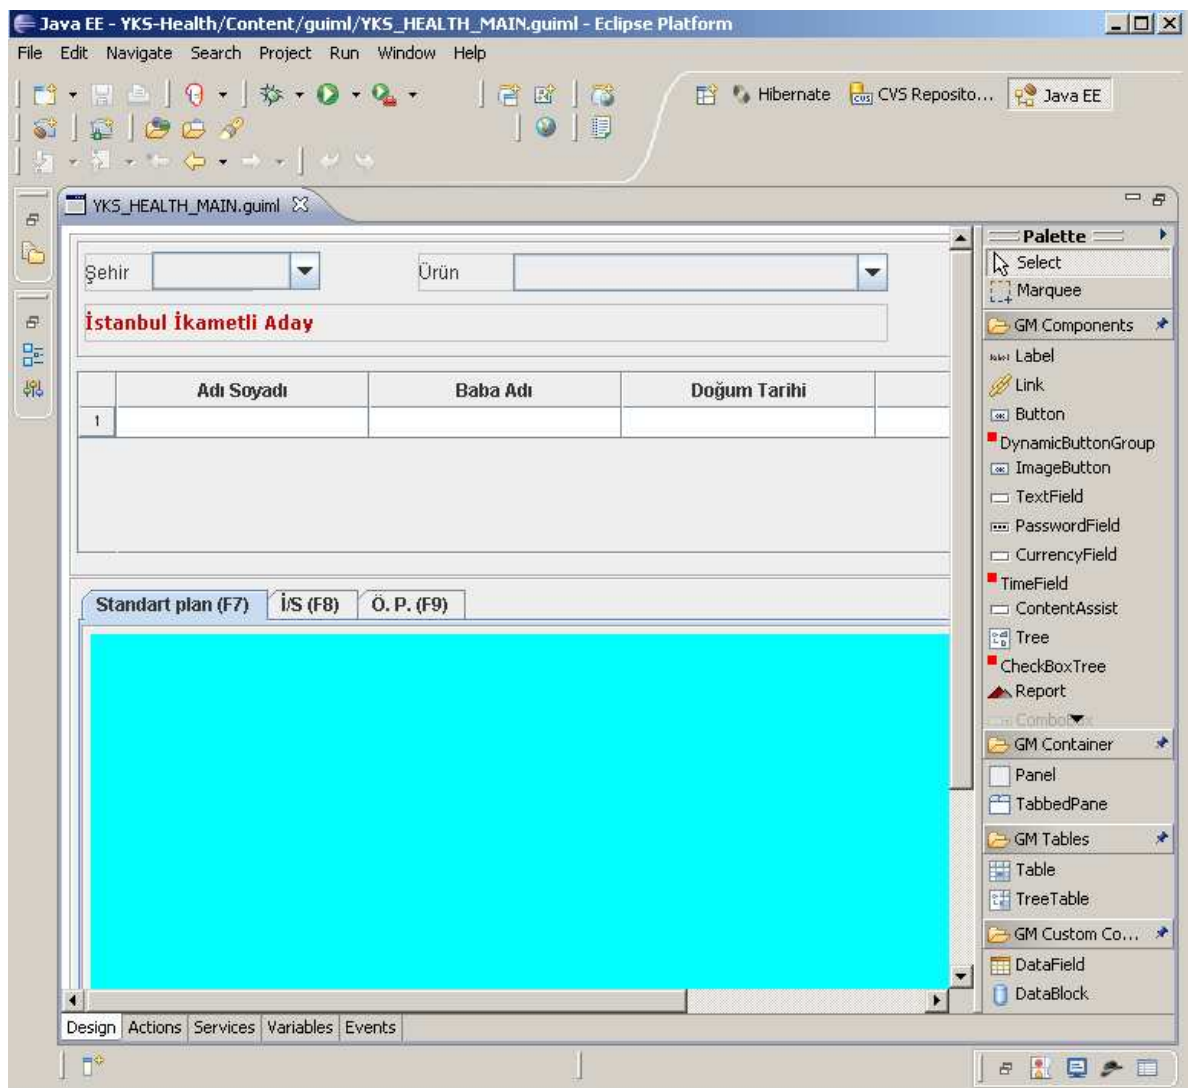 Java EE - YKS-Health/Content/guiml/YKS_HEALTH_MAIN.guiml - Eclipse Platform
File Edit Navigate Search Project Run Window Help
Hibernate CVS Reposito... Java EE
YKS_HEALTH_MAIN.guiml
Şehir Ürün
İstanbul İkametli Aday
Adı Soyadı Baba Adı Doğum Tarihi
1
Standart plan (F7) İ/S (F8) Ö. P. (F9)
Palette
Select
Marquee
GM Components
Label
Link
Button
DynamicButtonGroup
ImageButton
TextField
PasswordField
CurrencyField
TimeField
ContentAssist
Tree
CheckBoxTree
Report
GM Container
Panel
TabbedPane
GM Tables
Table
TreeTable
GM Custom Co...
DataField
DataBlock
Design Actions Services Variables Events